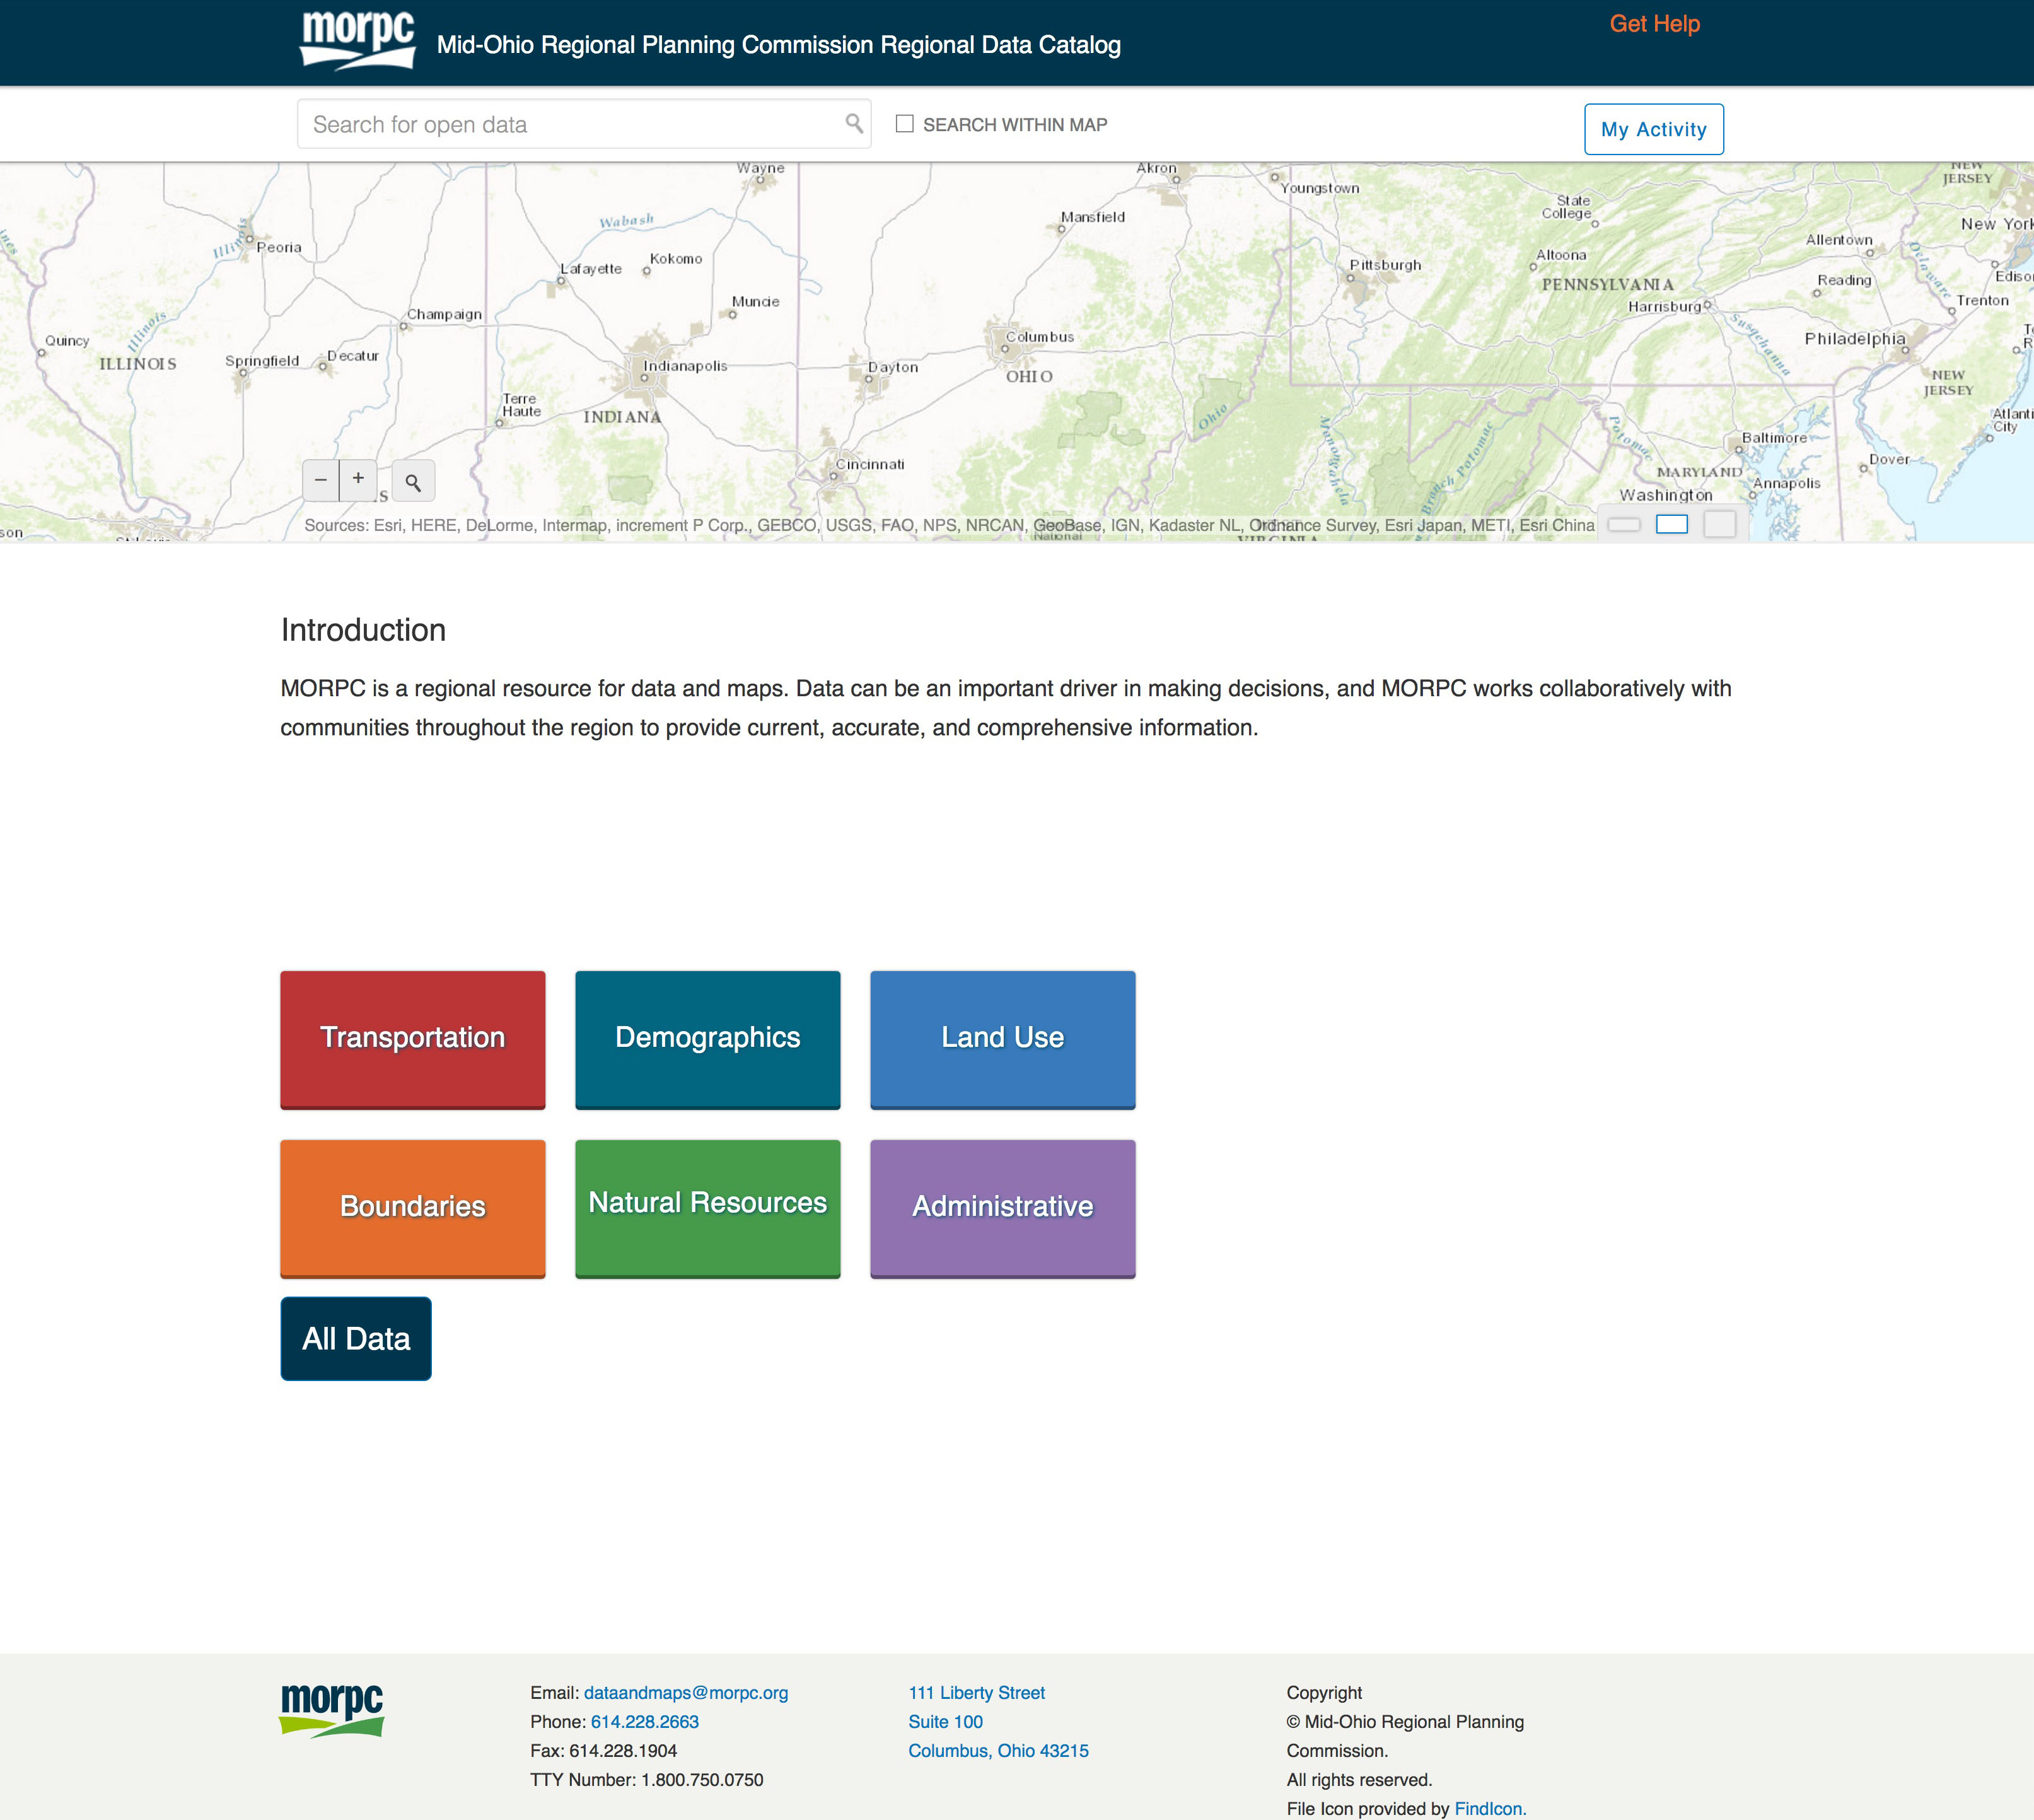 morpc
Mid-Ohio Regional Planning Commission Regional Data Catalog
Get Help
Search for open data
SEARCH WITHIN MAP
My Activity
Wayne
Akron
Youngstown
NEW
JERSEY
State
College
Mansfield
Wabash
Illinois
Peoria
New York
Allentown
Altoona
Kokomo
Lafayette
Pittsburgh
Delaware
PENNSYLVANIA
Reading
Edison
Muncie
Harrisburg
Trenton
Champaign
Illinois
Susquehanna
Quincy
Columbus
Philadelphia
ILLINOIS
Springfield
Decatur
Indianapolis
Dayton
OHIO
NEW
JERSEY
Terre
Haute
INDIANA
Ohio
Monongahela
Potomac
Atlantic
City
Baltimore
Cincinnati
Branch Potomac
MARYLAND
Dover
Annapolis
Washington
− +
Sources: Esri, HERE, DeLorme, Intermap, increment P Corp., GEBCO, USGS, FAO, NPS, NRCAN, GeoBase, IGN, Kadaster NL, Ordnance Survey, Esri Japan, METI, Esri China
National
Introduction
MORPC is a regional resource for data and maps. Data can be an important driver in making decisions, and MORPC works collaboratively with
communities throughout the region to provide current, accurate, and comprehensive information.
Transportation
Demographics
Land Use
Boundaries
Natural Resources
Administrative
All Data
morpc
Email: dataandmaps@morpc.org
Phone: 614.228.2663
Fax: 614.228.1904
TTY Number: 1.800.750.0750
111 Liberty Street
Suite 100
Columbus, Ohio 43215
Copyright
© Mid-Ohio Regional Planning
Commission.
All rights reserved.
File Icon provided by FindIcon.